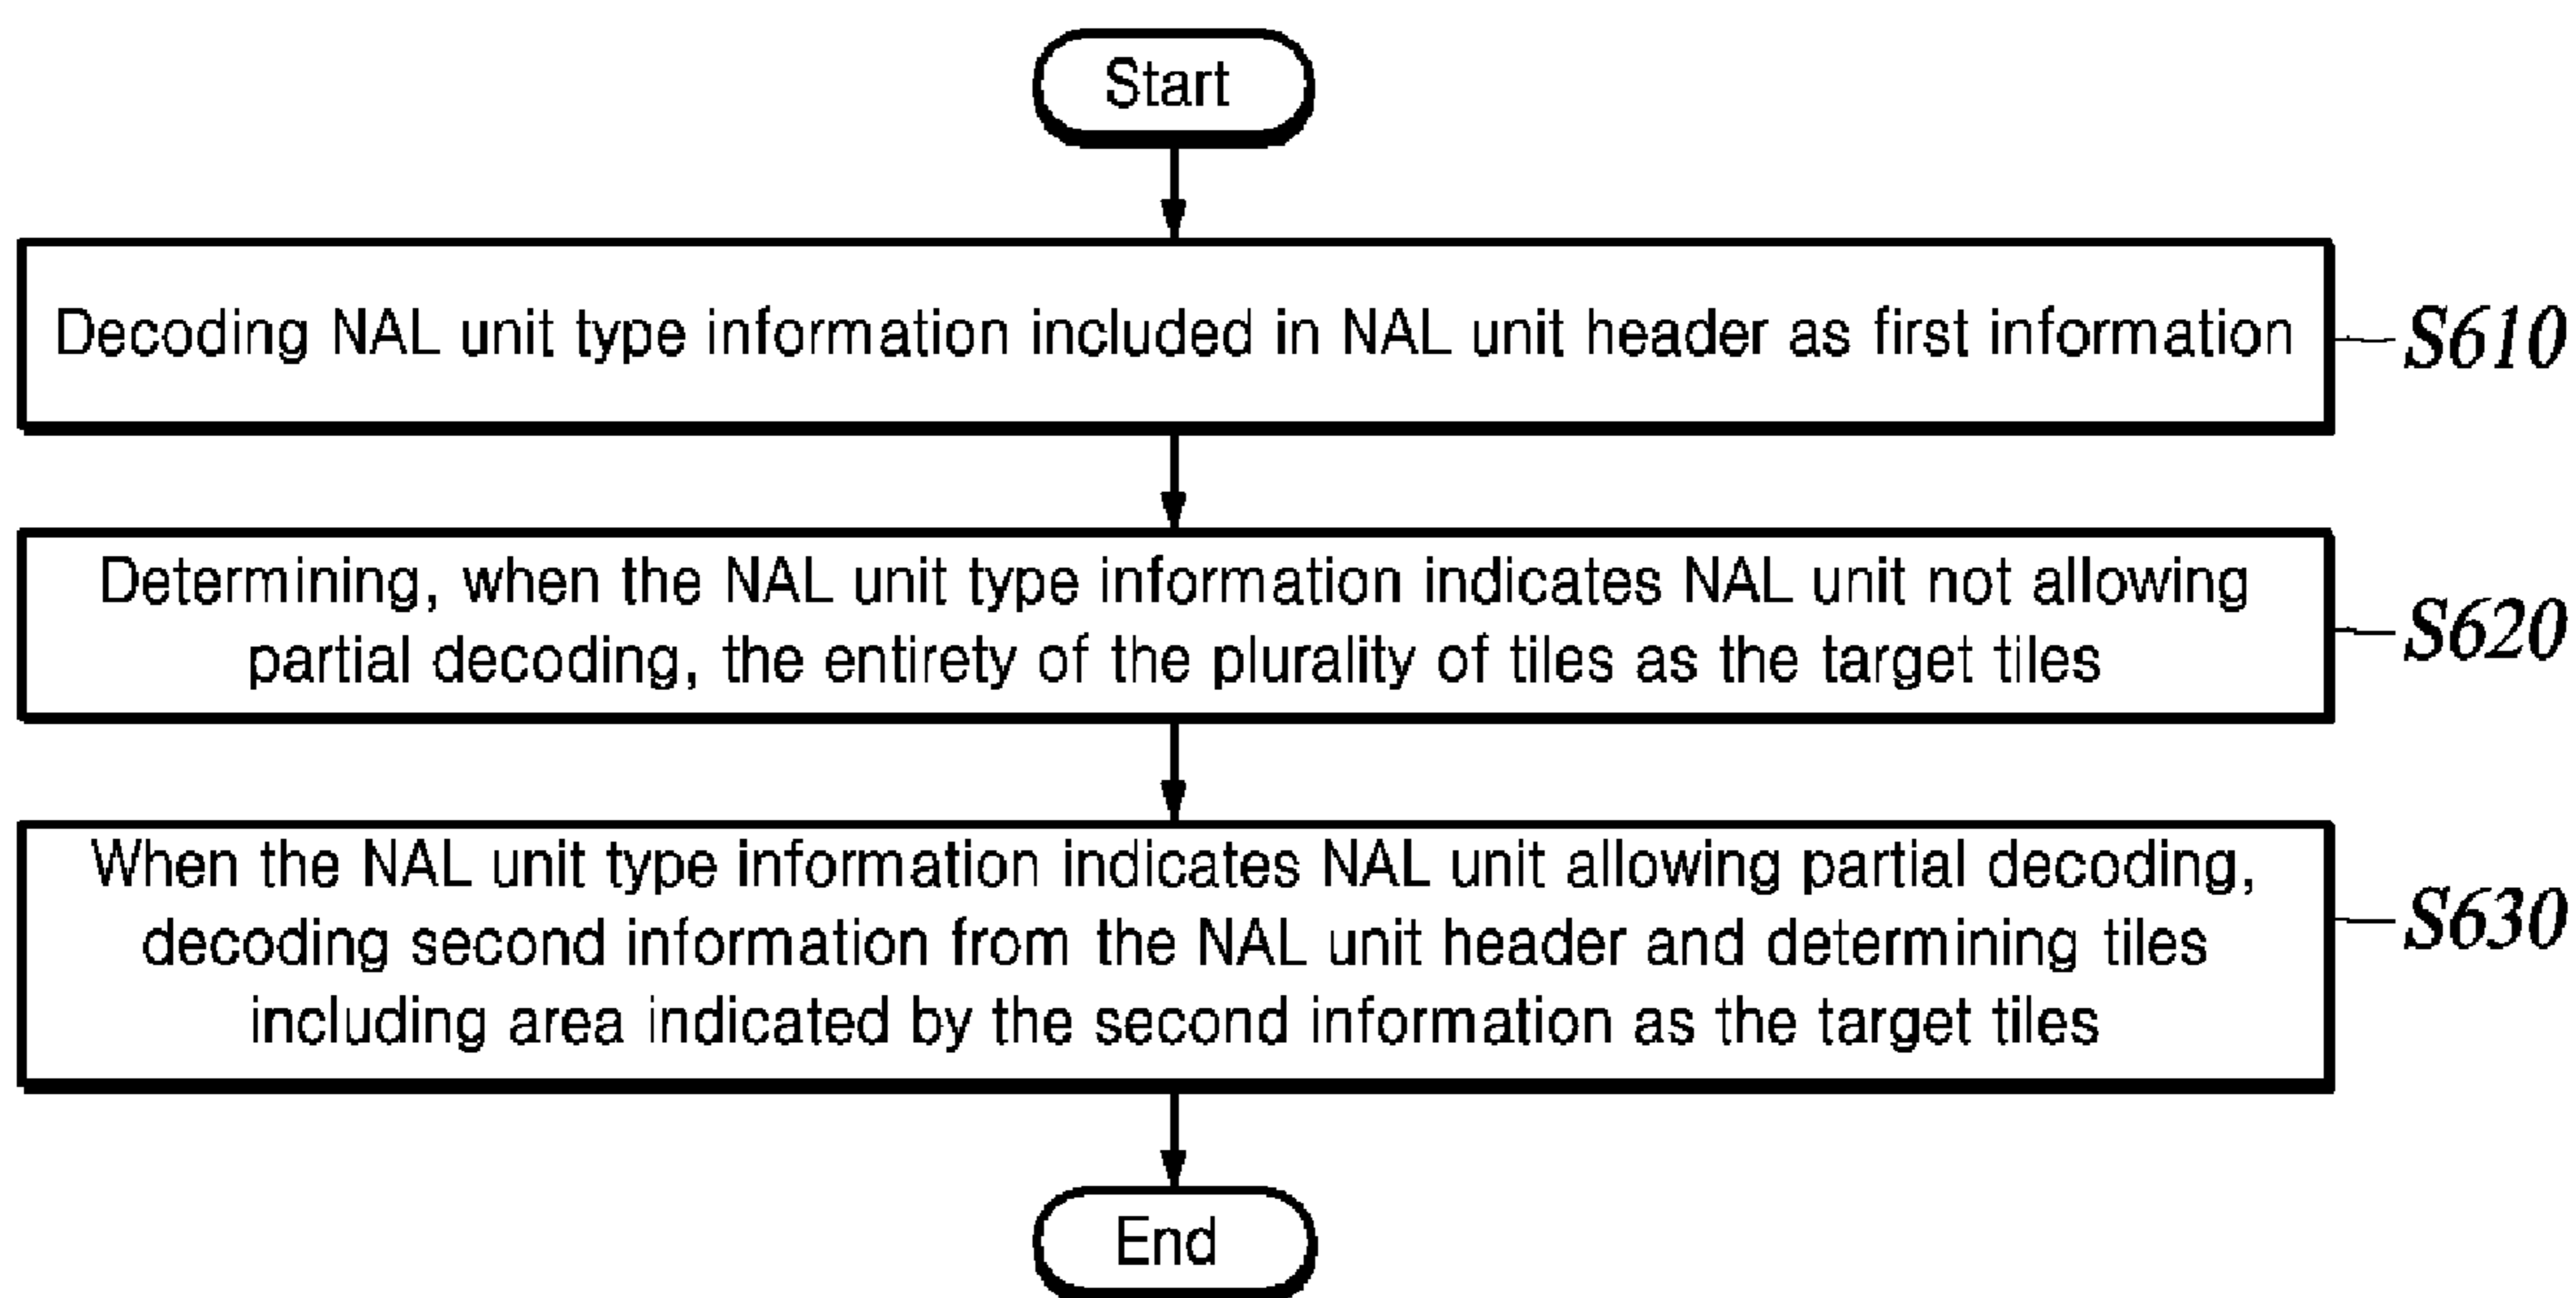 Start
Decoding NAL unit type information included in NAL unit header as first information
S610
Determining, when the NAL unit type information indicates NAL unit not allowing
partial decoding, the entirety of the plurality of tiles as the target tiles
S620
When the NAL unit type information indicates NAL unit allowing partial decoding,
decoding second information from the NAL unit header and determining tiles
including area indicated by the second information as the target tiles
S630
End